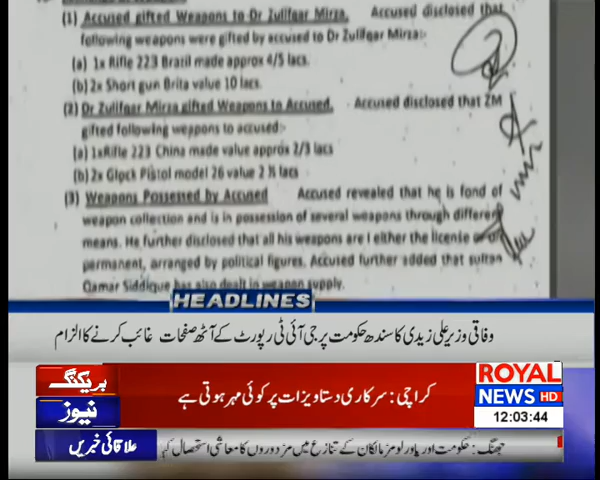 (1) Accused gifted Weapons to Dr Zulifqar Mirza. Accused disclosed that
following weapons were gifted by accused to Dr Zulifqar Mirza:-
(a) 1x Rifle 223 Brazil made approx 4/5 lacs.
(b) 2x Short gun Brita value 10 lacs.
(2) Dr Zulifqar Mirza gifted Weapons to Accused. Accused disclosed that ZM
gifted following weapons to accused:-
(a) 1xRifle 223 China made value approx 2/3 lacs
(b) 2x Glock Pistol model 26 value 2 ½ lacs
(3) Weapons Possessed by Accused Accused revealed that he is fond of
weapon collection and is in possession of several weapons through different
means. He further disclosed that all his weapons are I either the license or
permanent, arranged by political figures. Accused further added that sultan
Qamar Siddique has also dealt in weapon supply.
HEADLINES
وفاقی وزیر علی زیدی کا سندھ حکومت پر جی آئی ٹی رپورٹ کے آٹھ صفحات غائب کرنے کا الزام
بریکنگ
نیوز
کراچی : سرکاری دستاویزات پر کوئی مہر ہوتی ہے
ROYAL
NEWS HD
12:03:44
علاقائی خبریں
جھنگ : حکومت اور پاور لومز مالکان کے تنازع میں مزدوروں کا معاشی استحصال